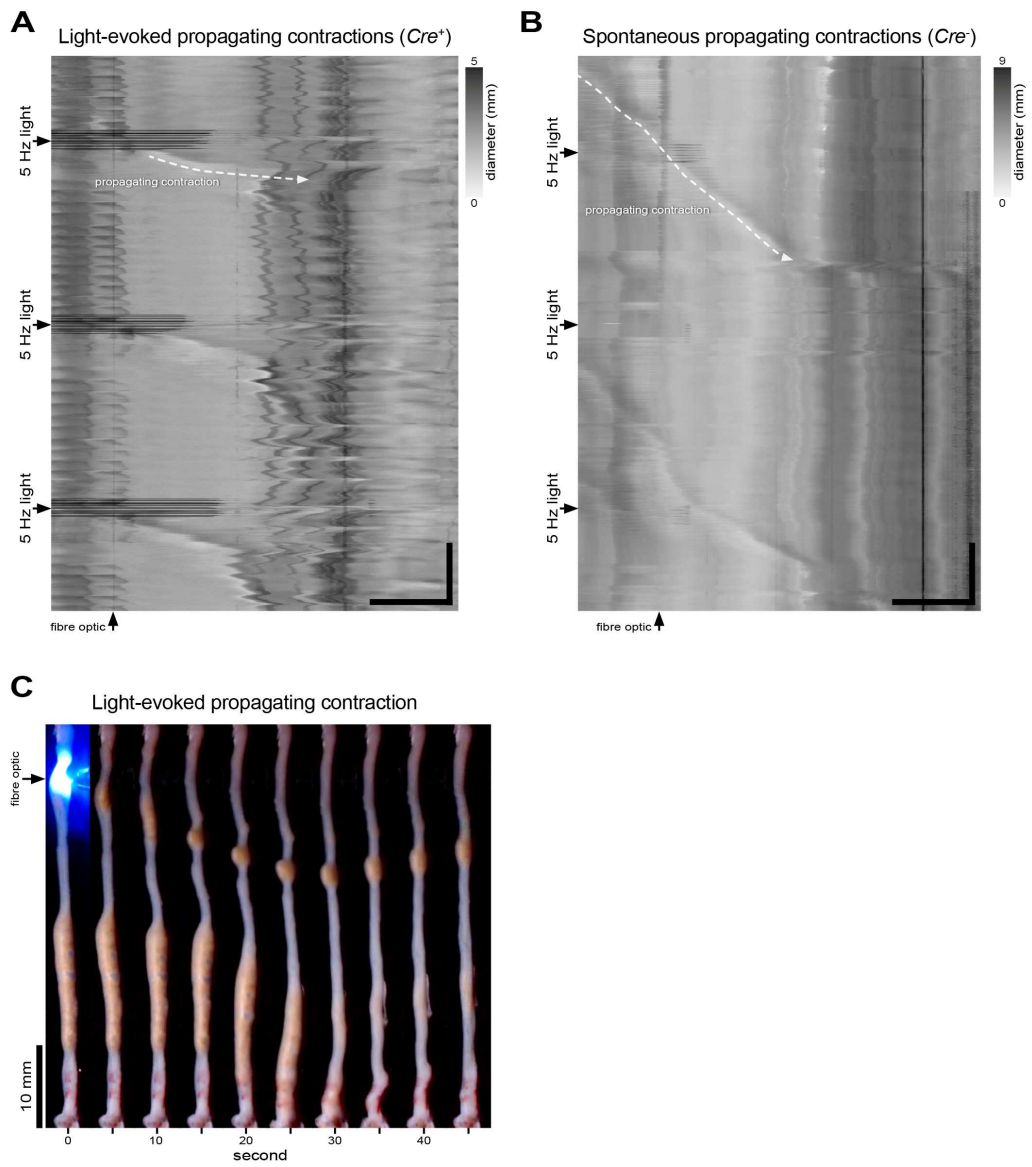 A
Light-evoked propagating contractions (Cre+)
5
diameter (mm)
0
5 Hz light
propagating contraction
5 Hz light
5 Hz light
fibre optic
B
Spontaneous propagating contractions (Cre-)
9
diameter (mm)
0
5 Hz light
propagating contraction
5 Hz light
5 Hz light
fibre optic
C
Light-evoked propagating contraction
fibre optic
10 mm
0 10 20 30 40
second